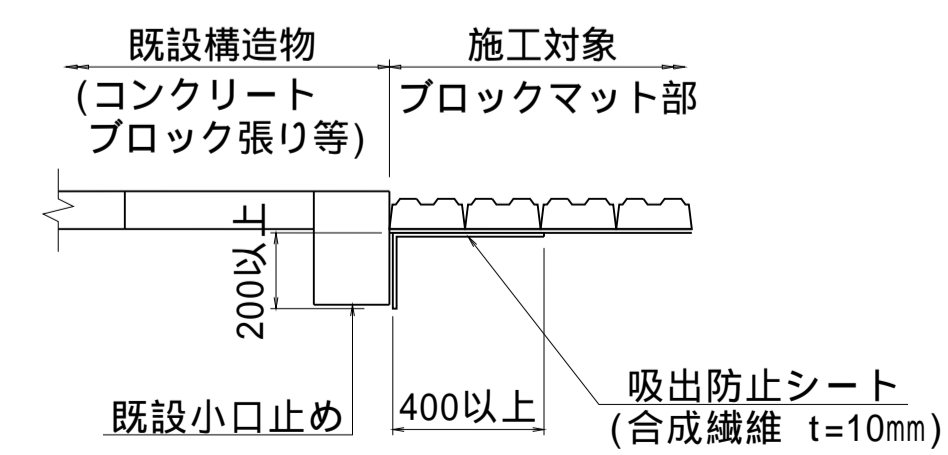 既設構造物
施工対象
(コンクリート
ブロック張り等)
ブロックマット部
200以上
400以上
既設小口止め
吸出防止シート
(合成繊維 t=10mm)